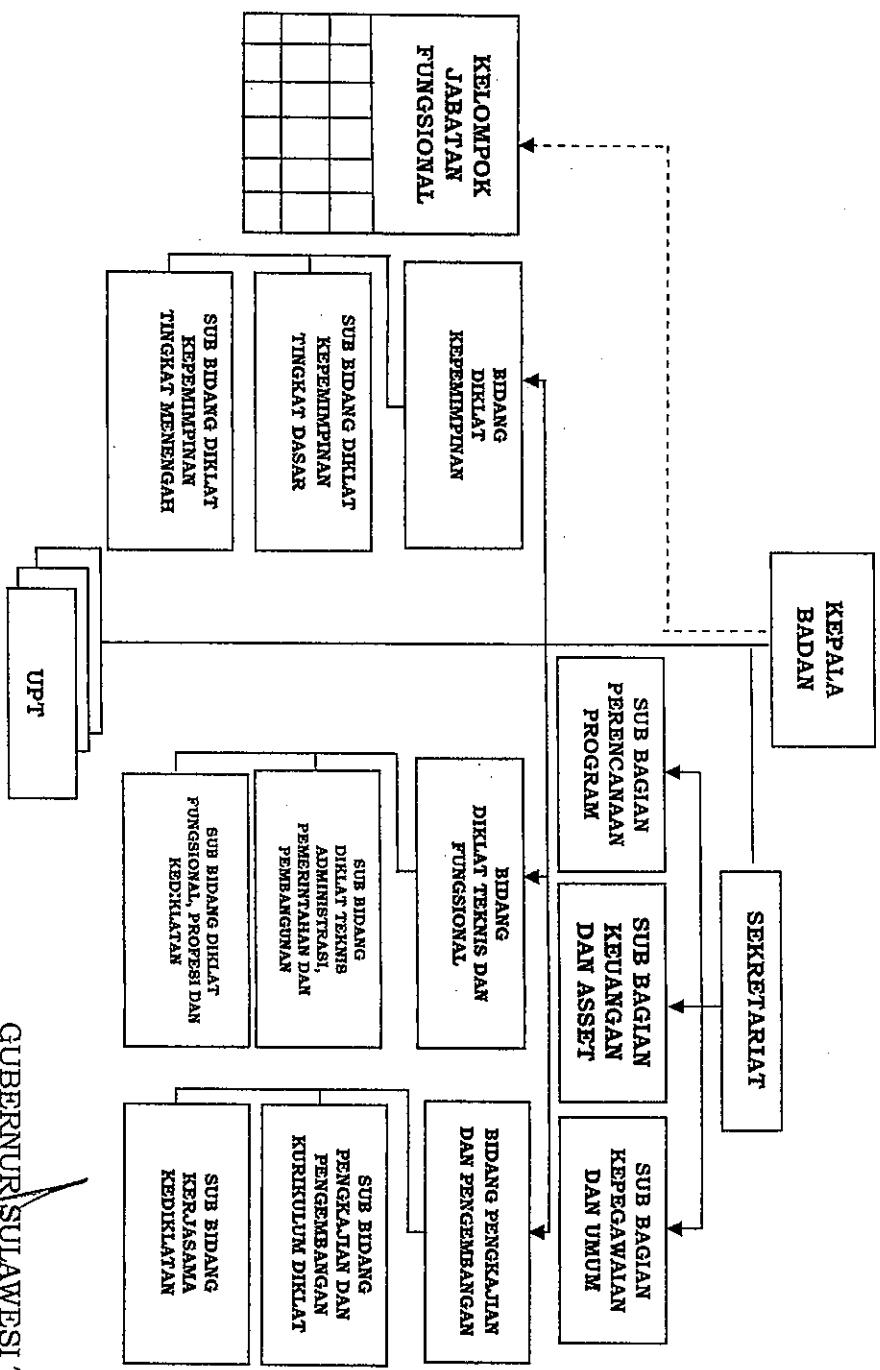 KEPALA
BADAN
SEKRETARIAT
KELOMPOK
JABATAN
FUNGSIONAL
SUB BAGIAN
PERENCANAAN
PROGRAM
SUB BAGIAN
KEUANGAN
DAN ASSET
SUB BAGIAN
KEPEGAWAIAN
DAN UMUM
BIDANG
DIKLAT
KEPEMIMPINAN
BIDANG
DIKLAT TEKNIS DAN
FUNGSIONAL
BIDANG PENGKAJIAN
DAN PENGEMBANGAN
SUB BIDANG DIKLAT
KEPEMIMPINAN
TINGKAT DASAR
SUB BIDANG
DIKLAT TEKNIS
ADMINISTRASI,
PEMERINTAHAN DAN
PEMBANGUNAN
SUB BIDANG
PENGKAJIAN DAN
PENGEMBANGAN
KURIKULUM DIKLAT
SUB BIDANG DIKLAT
KEPEMIMPINAN
TINGKAT MENENGAH
SUB BIDANG DIKLAT
FUNGSIONAL, PROFESI DAN
KEDIKLATAN
SUB BIDANG
KERJASAMA
KEDIKLATAN
UPT
GUBERNUR SULAWESI